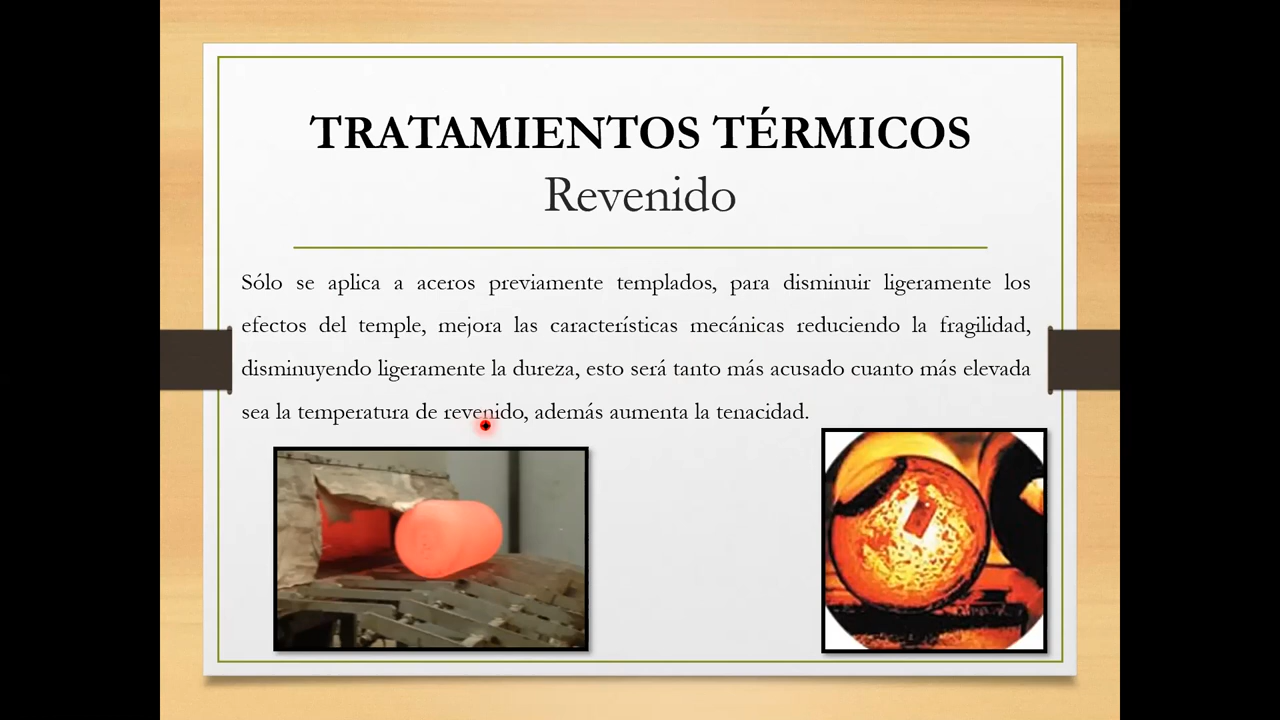 TRATAMIENTOS TÉRMICOS
Revenido
Sólo se aplica a aceros previamente templados, para disminuir ligeramente los
efectos del temple, mejora las características mecánicas reduciendo la fragilidad,
disminuyendo ligeramente la dureza, esto será tanto más acusado cuanto más elevada
sea la temperatura de revenido, además aumenta la tenacidad.